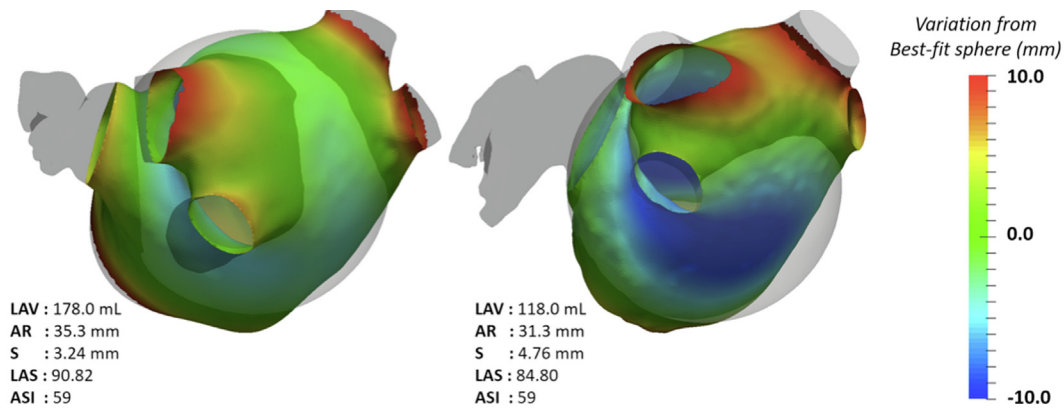 Variation from
Best-fit sphere (mm)
10.0
0.0
-10.0
LAV : 178.0 mL
AR : 35.3 mm
S : 3.24 mm
LAS : 90.82
ASI : 59
LAV : 118.0 mL
AR : 31.3 mm
S : 4.76 mm
LAS : 84.80
ASI : 59